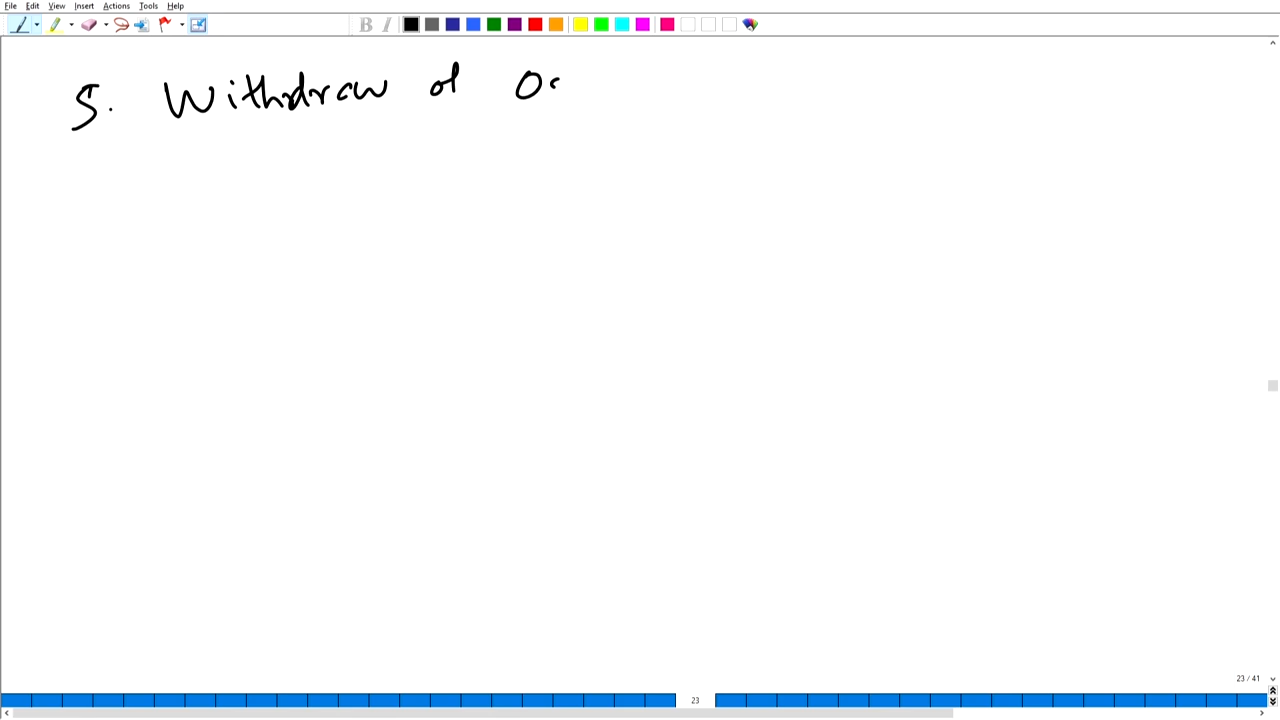 File Edit View Insert Actions Tools Help
B I
5. Withdraw of
23 / 41
23